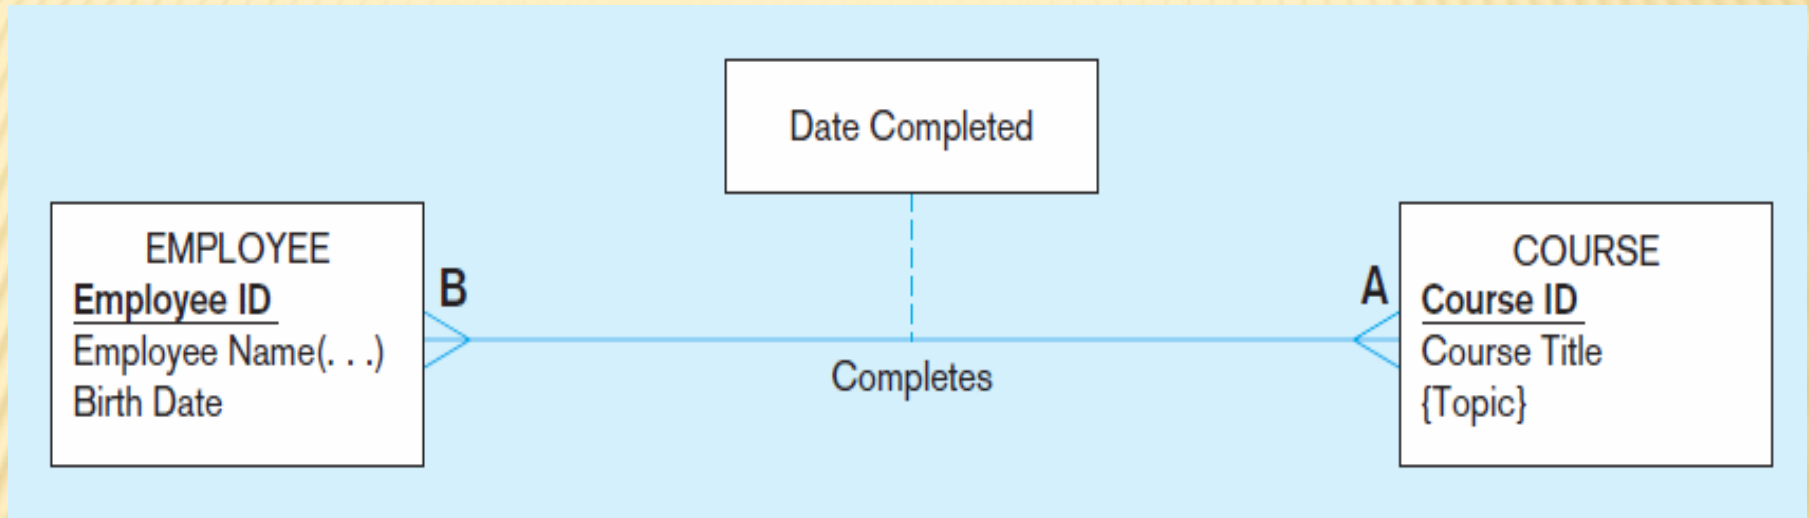 Date Completed
EMPLOYEE
Employee ID
Employee Name(. . .)
Birth Date
B
Completes
A
COURSE
Course ID
Course Title
{Topic}